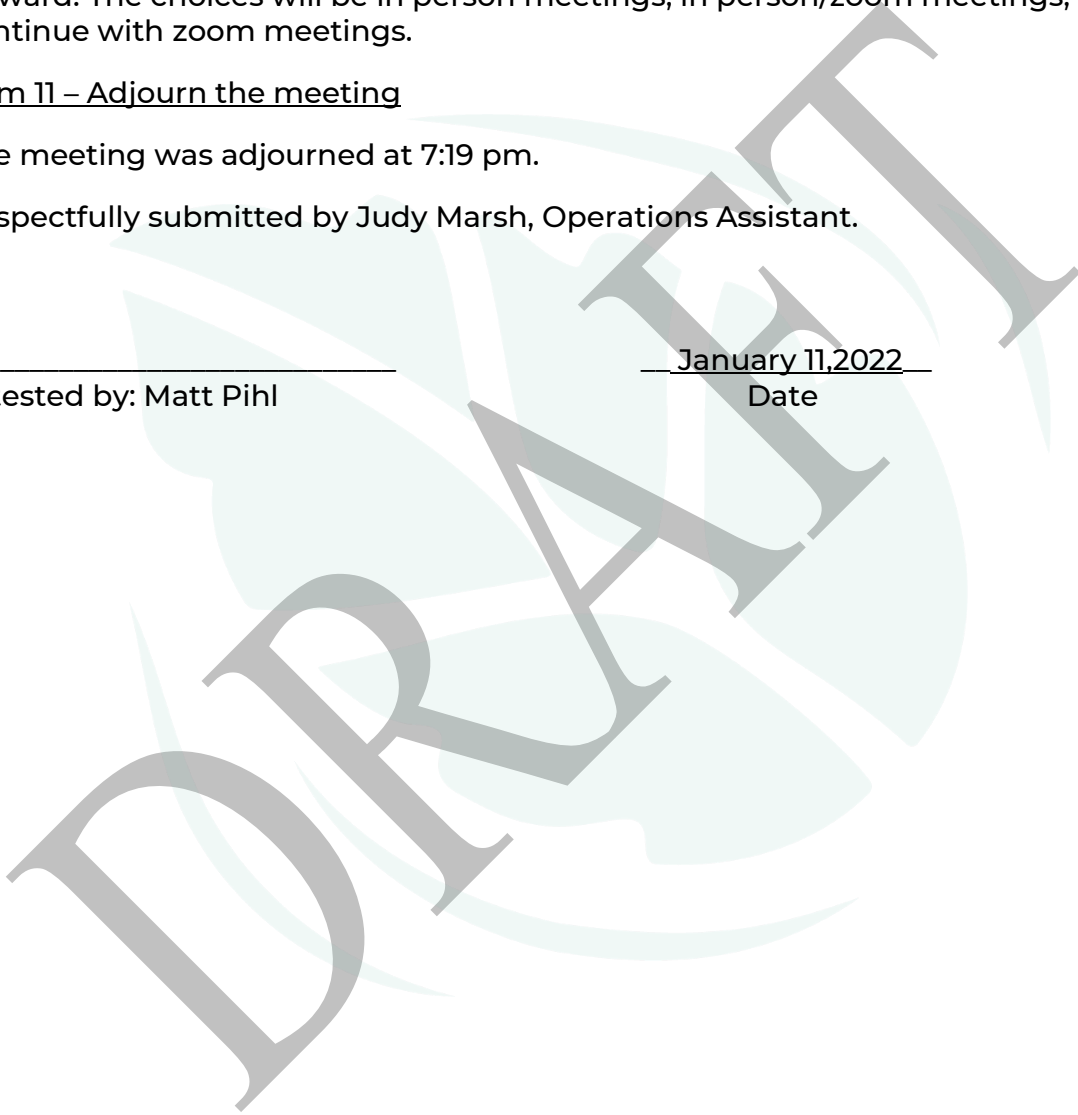 ward. The choices will be in person meetings, in person/zoom meetings,
ntinue with zoom meetings.
m 11 – Adjourn the meeting
e meeting was adjourned at 7:19 pm.
spectfully submitted by Judy Marsh, Operations Assistant.
__ January 11,2022__
ested by: Matt Pihl
Date
DRAFT